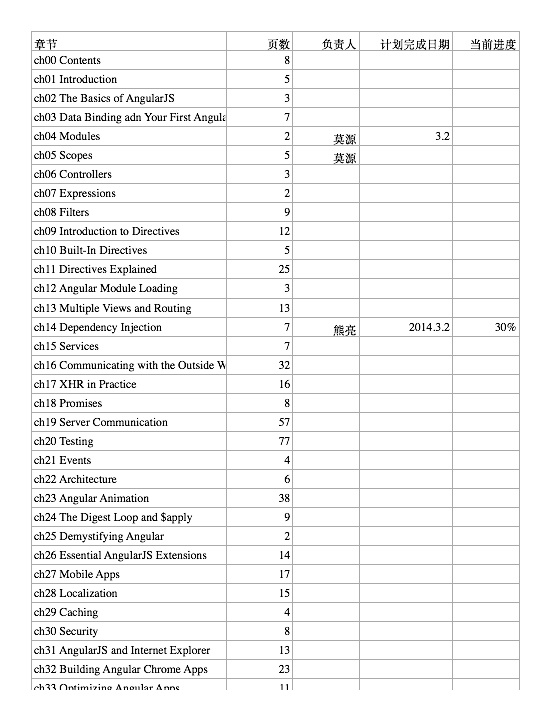 章节 页数 负责人 计划完成日期 当前进度
ch00 Contents 8
ch01 Introduction 5
ch02 The Basics of AngularJS 3
ch03 Data Binding adn Your First Angula 7
ch04 Modules 2 莫源 3.2
ch05 Scopes 5 莫源
ch06 Controllers 3
ch07 Expressions 2
ch08 Filters 9
ch09 Introduction to Directives 12
ch10 Built-In Directives 5
ch11 Directives Explained 25
ch12 Angular Module Loading 3
ch13 Multiple Views and Routing 13
ch14 Dependency Injection 7 熊亮 2014.3.2 30%
ch15 Services 7
ch16 Communicating with the Outside W 32
ch17 XHR in Practice 16
ch18 Promises 8
ch19 Server Communication 57
ch20 Testing 77
ch21 Events 4
ch22 Architecture 6
ch23 Angular Animation 38
ch24 The Digest Loop and $apply 9
ch25 Demystifying Angular 2
ch26 Essential AngularJS Extensions 14
ch27 Mobile Apps 17
ch28 Localization 15
ch29 Caching 4
ch30 Security 8
ch31 AngularJS and Internet Explorer 13
ch32 Building Angular Chrome Apps 23
ch33 Optimizing Angular Apps 11